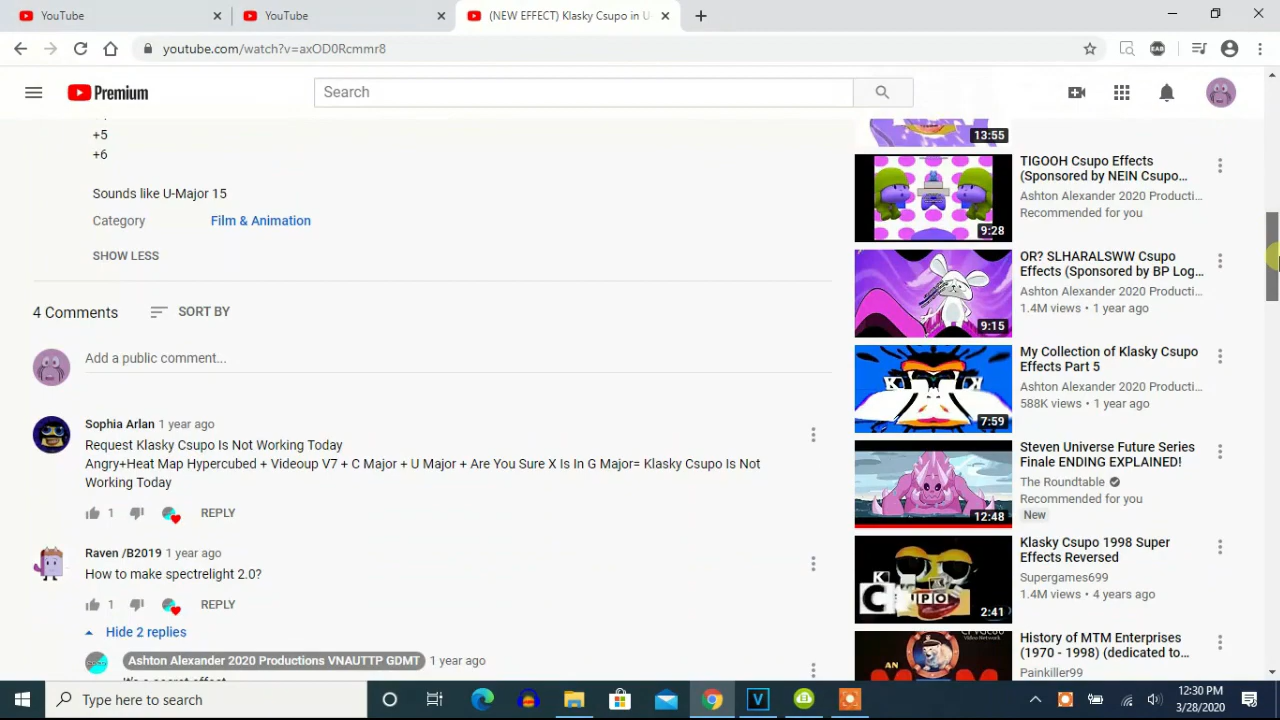 YouTube
YouTube
(NEW EFFECT) Klasky Csupo in U
youtube.com/watch?v=axOD0Rcmmr8
Premium
Search
+5
+6
Sounds like U-Major 15
Category
Film & Animation
SHOW LESS
4 Comments
SORT BY
Add a public comment...
Sophia Arlan 1 year ago
Request Klasky Csupo Is Not Working Today
Angry+Heat Map Hypercubed + Videoup V7 + C Major + U Major + Are You Sure X Is In G Major= Klasky Csupo Is Not
Working Today
1
REPLY
Raven /B2019 1 year ago
How to make spectrelight 2.0?
1
REPLY
Hide 2 replies
Ashton Alexander 2020 Productions VNAUTTP GDMT 1 year ago
It's a secret effect
13:55
9:28
TIGOOH Csupo Effects
(Sponsored by NEIN Csupo...
Ashton Alexander 2020 Producti...
Recommended for you
9:15
OR? SLHARALSWW Csupo
Effects (Sponsored by BP Log...
Ashton Alexander 2020 Producti...
1.4M views • 1 year ago
K
7:59
My Collection of Klasky Csupo
Effects Part 5
Ashton Alexander 2020 Producti...
588K views • 1 year ago
12:48
Steven Universe Future Series
Finale ENDING EXPLAINED!
The Roundtable
Recommended for you
New
K
C UPO
2:41
Klasky Csupo 1998 Super
Effects Reversed
Supergames699
1.4M views • 4 years ago
AN
History of MTM Enterprises
(1970 - 1998) (dedicated to...
Painkiller99
Type here to search
12:30 PM
3/28/2020